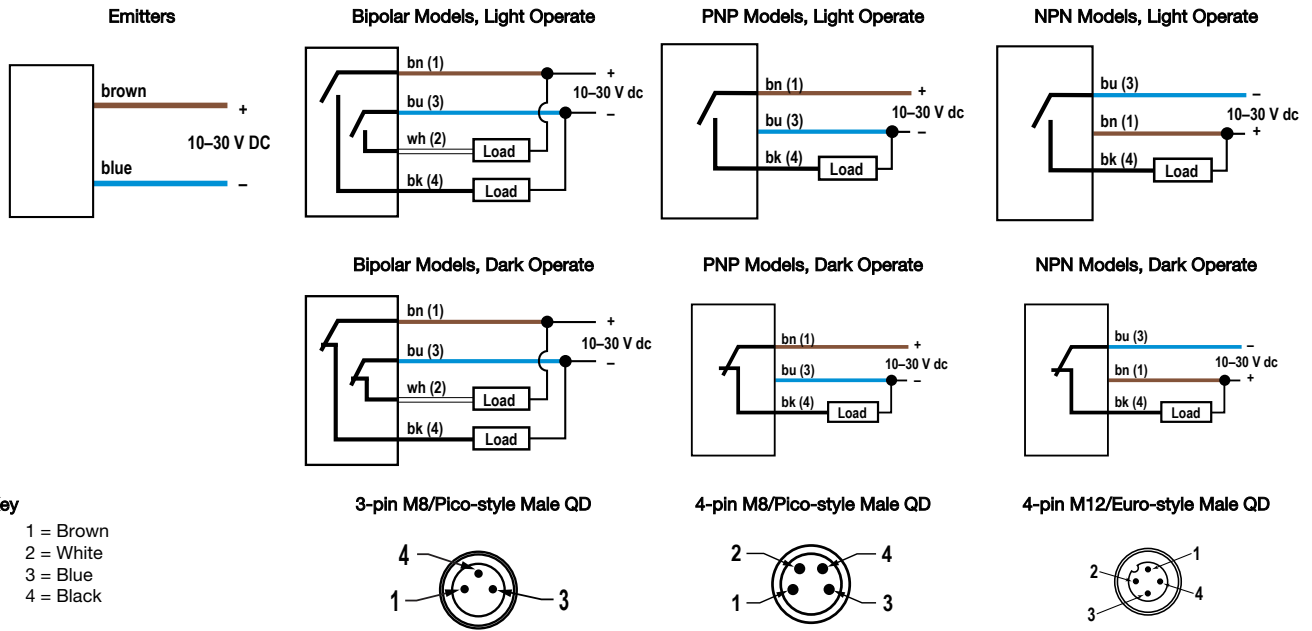 Emitters
brown
+
10–30 V DC
blue
–
Bipolar Models, Light Operate
bn (1)
+
10–30 V dc
bu (3)
–
wh (2)
Load
bk (4)
Load
PNP Models, Light Operate
bn (1)
+
10–30 V dc
bu (3)
–
bk (4)
Load
NPN Models, Light Operate
bu (3)
–
10–30 V dc
bn (1)
+
bk (4)
Load
Bipolar Models, Dark Operate
bn (1)
+
10–30 V dc
bu (3)
–
wh (2)
Load
bk (4)
Load
PNP Models, Dark Operate
bn (1)
+
10–30 V dc
bu (3)
–
bk (4)
Load
NPN Models, Dark Operate
bu (3)
–
10–30 V dc
bn (1)
+
bk (4)
Load
ey
1 = Brown
2 = White
3 = Blue
4 = Black
3-pin M8/Pico-style Male QD
4
1
3
4-pin M8/Pico-style Male QD
2
4
1
3
4-pin M12/Euro-style Male QD
1
2
4
3